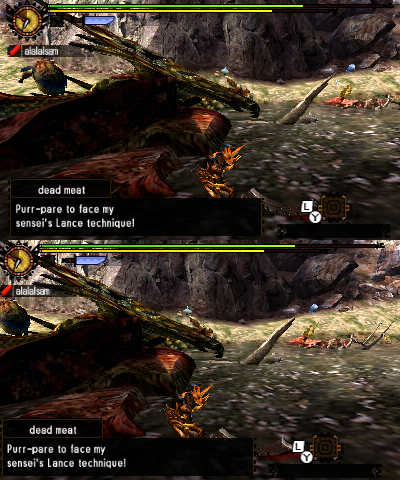 alalalsam
dead meat
Purr-pare to face my
sensei's Lance technique!
L
Y
alalalsam
dead meat
Purr-pare to face my
sensei's Lance technique!
L
Y